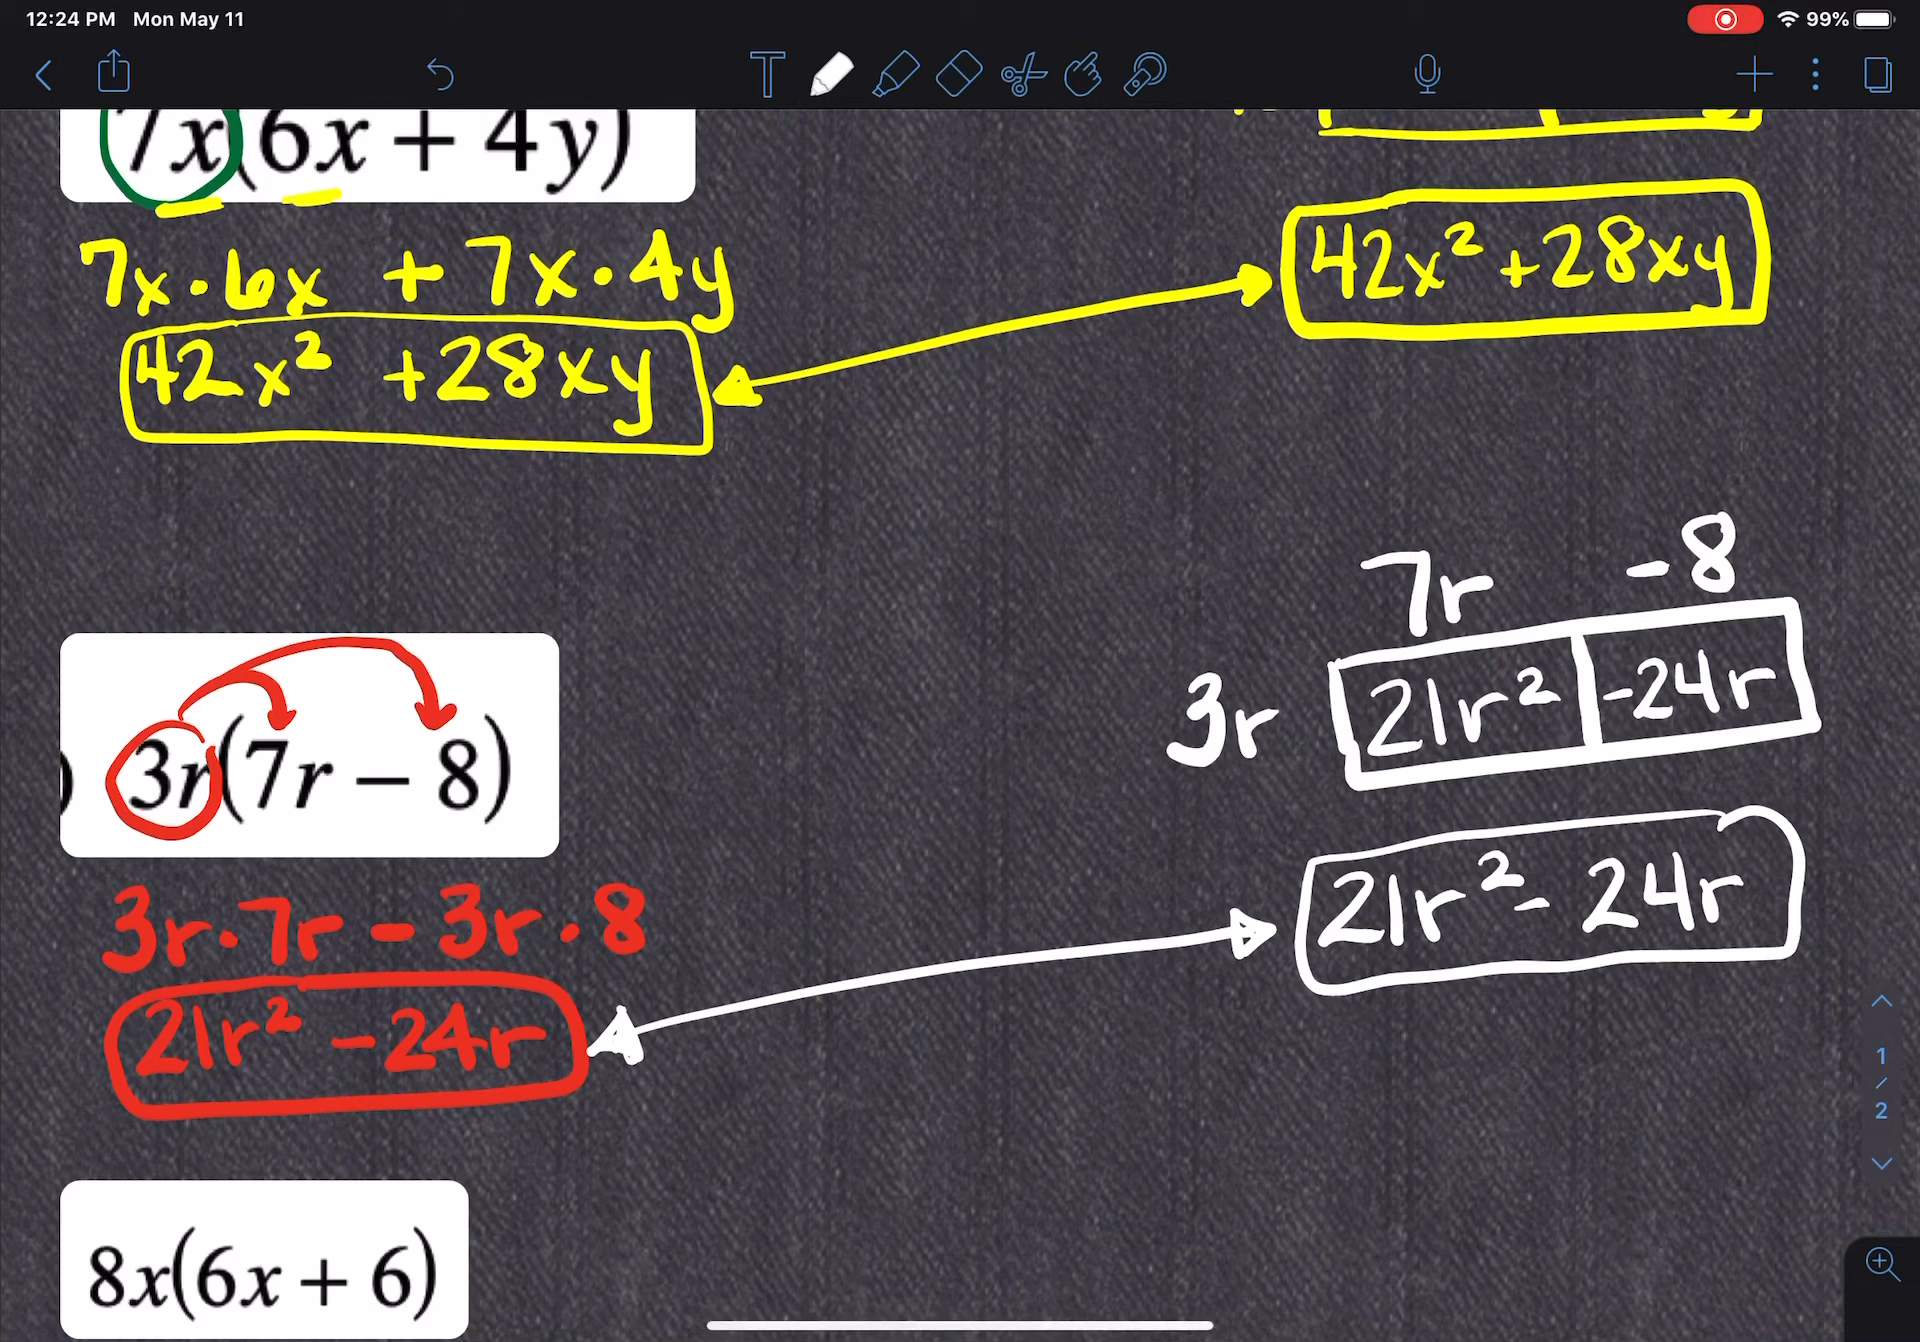 12:24 PM Mon May 11
99%
7x(6x + 4y)
7x · 6x + 7x · 4y
42x² + 28xy
42x² + 28xy
7r - 8
3r
21r² -24r
) 3r(7r − 8)
3r · 7r - 3r · 8
21r² - 24r
21r² - 24r
1
/
2
8x(6x + 6)